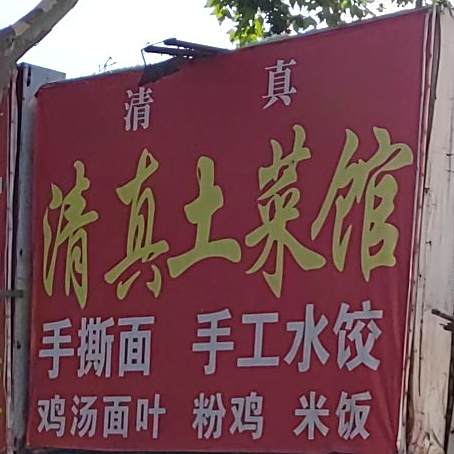 清真
清真土菜馆
手撕面 手工水饺
鸡汤面叶 粉鸡 米饭